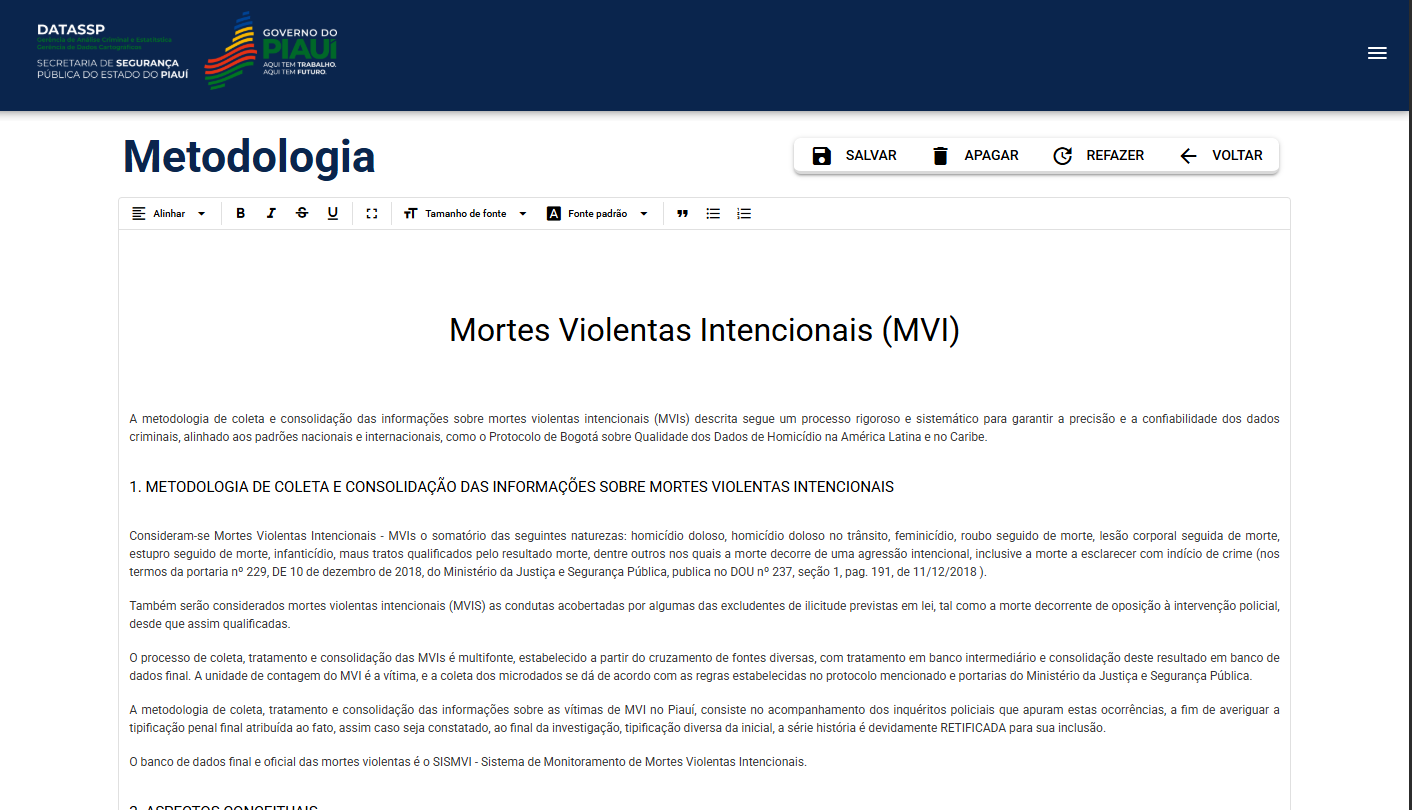 DATASSP
Gerência de Análise Criminal e Estatística
Gerência de Dados Cartográficos
SECRETARIA DE SEGURANÇA
PÚBLICA DO ESTADO DO PIAUÍ
GOVERNO DO
PIAUÍ
AQUI TEM TRABALHO.
AQUI TEM FUTURO.
Metodologia
SALVAR APAGAR REFAZER VOLTAR
Alinhar B I S U Tamanho de fonte A Fonte padrão
Mortes Violentas Intencionais (MVI)
A metodologia de coleta e consolidação das informações sobre mortes violentas intencionais (MVIs) descrita segue um processo rigoroso e sistemático para garantir a precisão e a confiabilidade dos dados
criminais, alinhado aos padrões nacionais e internacionais, como o Protocolo de Bogotá sobre Qualidade dos Dados de Homicídio na América Latina e no Caribe.
1. METODOLOGIA DE COLETA E CONSOLIDAÇÃO DAS INFORMAÇÕES SOBRE MORTES VIOLENTAS INTENCIONAIS
Consideram-se Mortes Violentas Intencionais - MVIs o somatório das seguintes naturezas: homicídio doloso, homicídio doloso no trânsito, feminicídio, roubo seguido de morte, lesão corporal seguida de morte,
estupro seguido de morte, infanticídio, maus tratos qualificados pelo resultado morte, dentre outros nos quais a morte decorre de uma agressão intencional, inclusive a morte a esclarecer com indício de crime (nos
termos da portaria nº 229, DE 10 de dezembro de 2018, do Ministério da Justiça e Segurança Pública, publica no DOU nº 237, seção 1, pag. 191, de 11/12/2018 ).
Também serão considerados mortes violentas intencionais (MVIS) as condutas acobertadas por algumas das excludentes de ilicitude previstas em lei, tal como a morte decorrente de oposição à intervenção policial,
desde que assim qualificadas.
O processo de coleta, tratamento e consolidação das MVIs é multifonte, estabelecido a partir do cruzamento de fontes diversas, com tratamento em banco intermediário e consolidação deste resultado em banco de
dados final. A unidade de contagem do MVI é a vítima, e a coleta dos microdados se dá de acordo com as regras estabelecidas no protocolo mencionado e portarias do Ministério da Justiça e Segurança Pública.
A metodologia de coleta, tratamento e consolidação das informações sobre as vítimas de MVI no Piauí, consiste no acompanhamento dos inquéritos policiais que apuram estas ocorrências, a fim de averiguar a
tipificação penal final atribuída ao fato, assim caso seja constatado, ao final da investigação, tipificação diversa da inicial, a série história é devidamente RETIFICADA para sua inclusão.
O banco de dados final e oficial das mortes violentas é o SISMVI - Sistema de Monitoramento de Mortes Violentas Intencionais.
2. ASPECTOS CONCEITUAIS